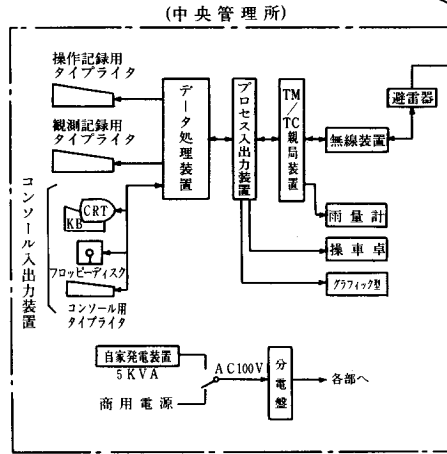 (中央管理所)
操作記録用
タイプライタ
観測記録用
タイプライタ
データ処理装置
プロセス入出力装置
TM/TC親局装置
無線装置
避雷器
雨量計
操車卓
グラフィック型
コンソール入出力装置
CRT
KB
フロッピーディスク
コンソール用
タイプライタ
自家発電装置
5KVA
商用電源
AC100V
分電盤
各部へ